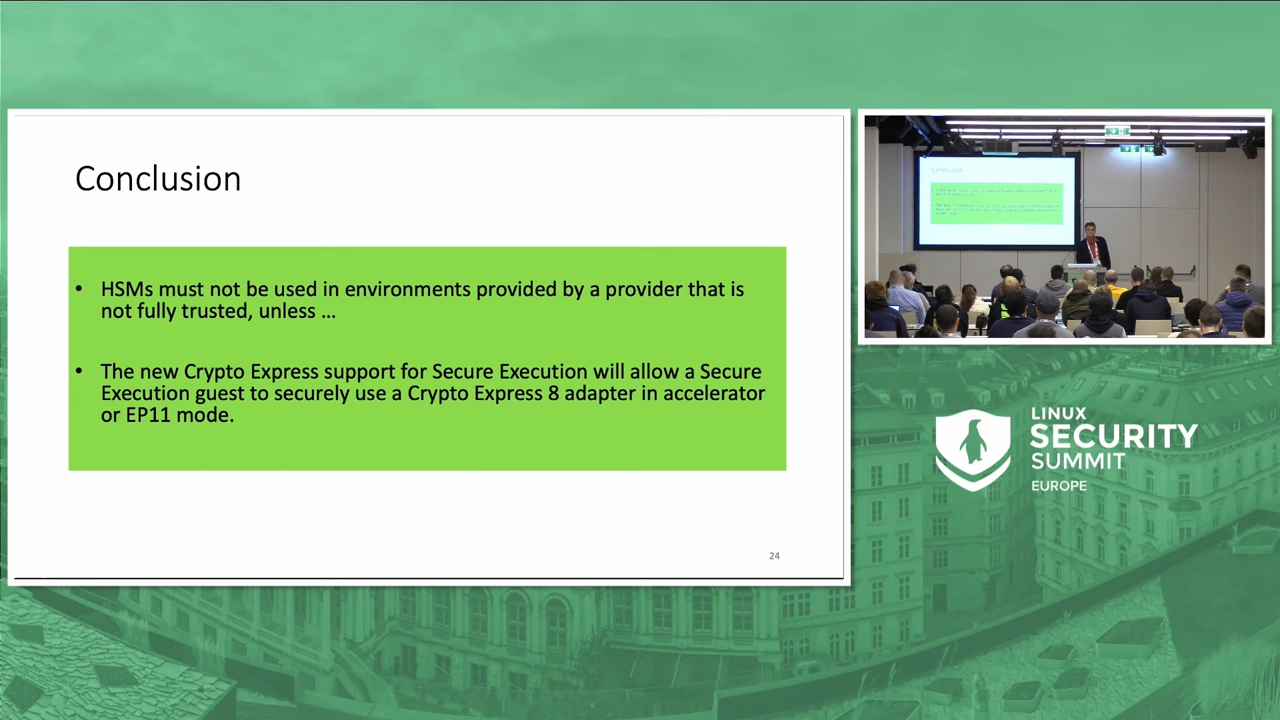 Conclusion
• HSMs must not be used in environments provided by a provider that is
not fully trusted, unless ...
• The new Crypto Express support for Secure Execution will allow a Secure
Execution guest to securely use a Crypto Express 8 adapter in accelerator
or EP11 mode.
24
LINUX
SECURITY
SUMMIT
EUROPE